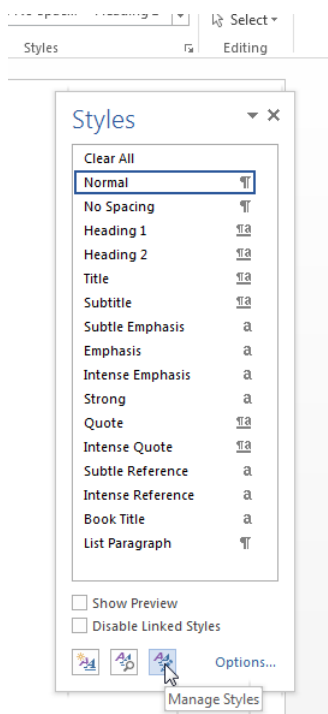 Select
Styles
Editing
Styles
Clear All
Normal ¶
No Spacing ¶
Heading 1 ¶a
Heading 2 ¶a
Title ¶a
Subtitle ¶a
Subtle Emphasis a
Emphasis a
Intense Emphasis a
Strong a
Quote ¶a
Intense Quote ¶a
Subtle Reference a
Intense Reference a
Book Title a
List Paragraph ¶
Show Preview
Disable Linked Styles
Options...
Manage Styles